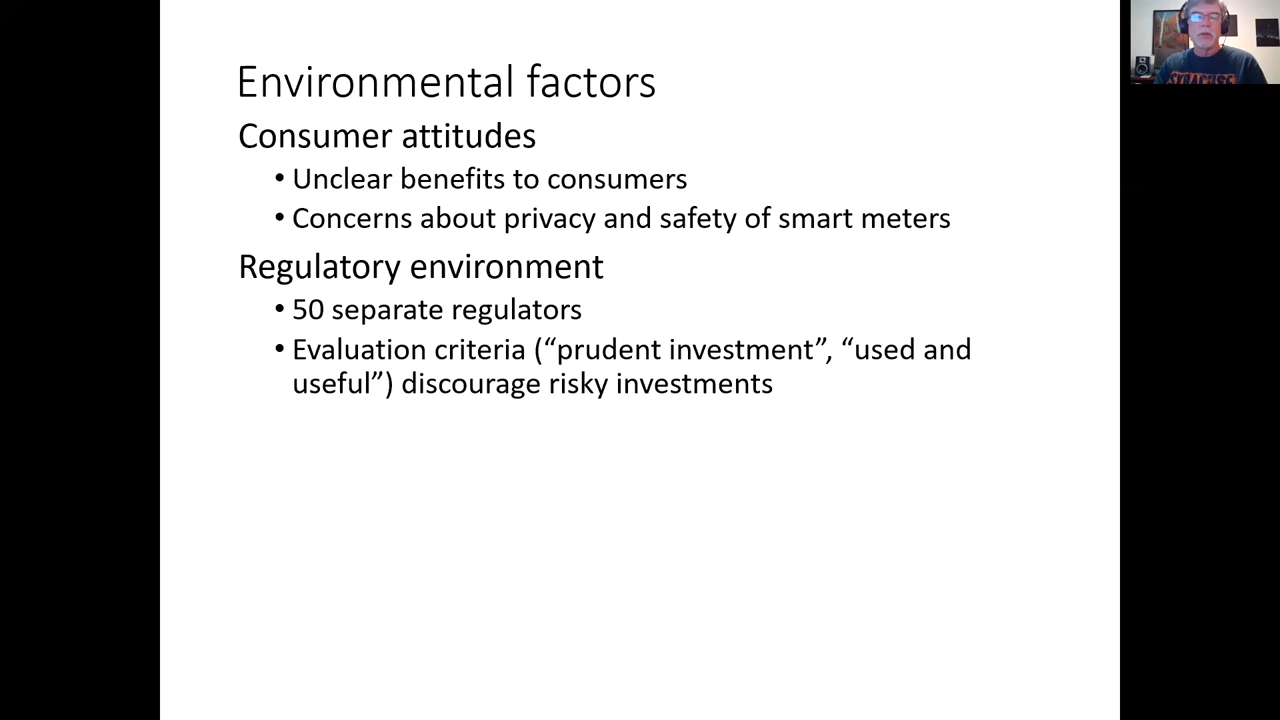 Environmental factors
Consumer attitudes
• Unclear benefits to consumers
• Concerns about privacy and safety of smart meters
Regulatory environment
• 50 separate regulators
• Evaluation criteria (“prudent investment”, “used and
useful”) discourage risky investments
SYRACUSE